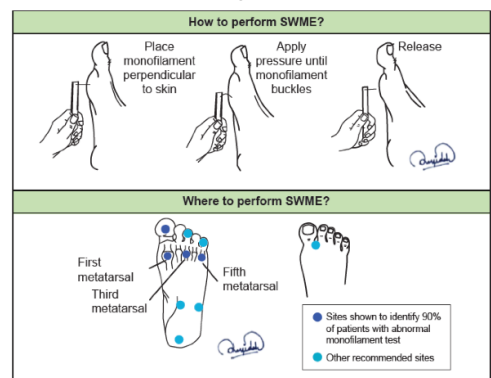 How to perform SWME?
Place
monofilament
perpendicular
to skin
Apply
pressure until
monofilament
buckles
Release
Where to perform SWME?
First
metatarsal
Third
metatarsal
Fifth
metatarsal
Sites shown to identify 90%
of patients with abnormal
monofilament test
Other recommended sites